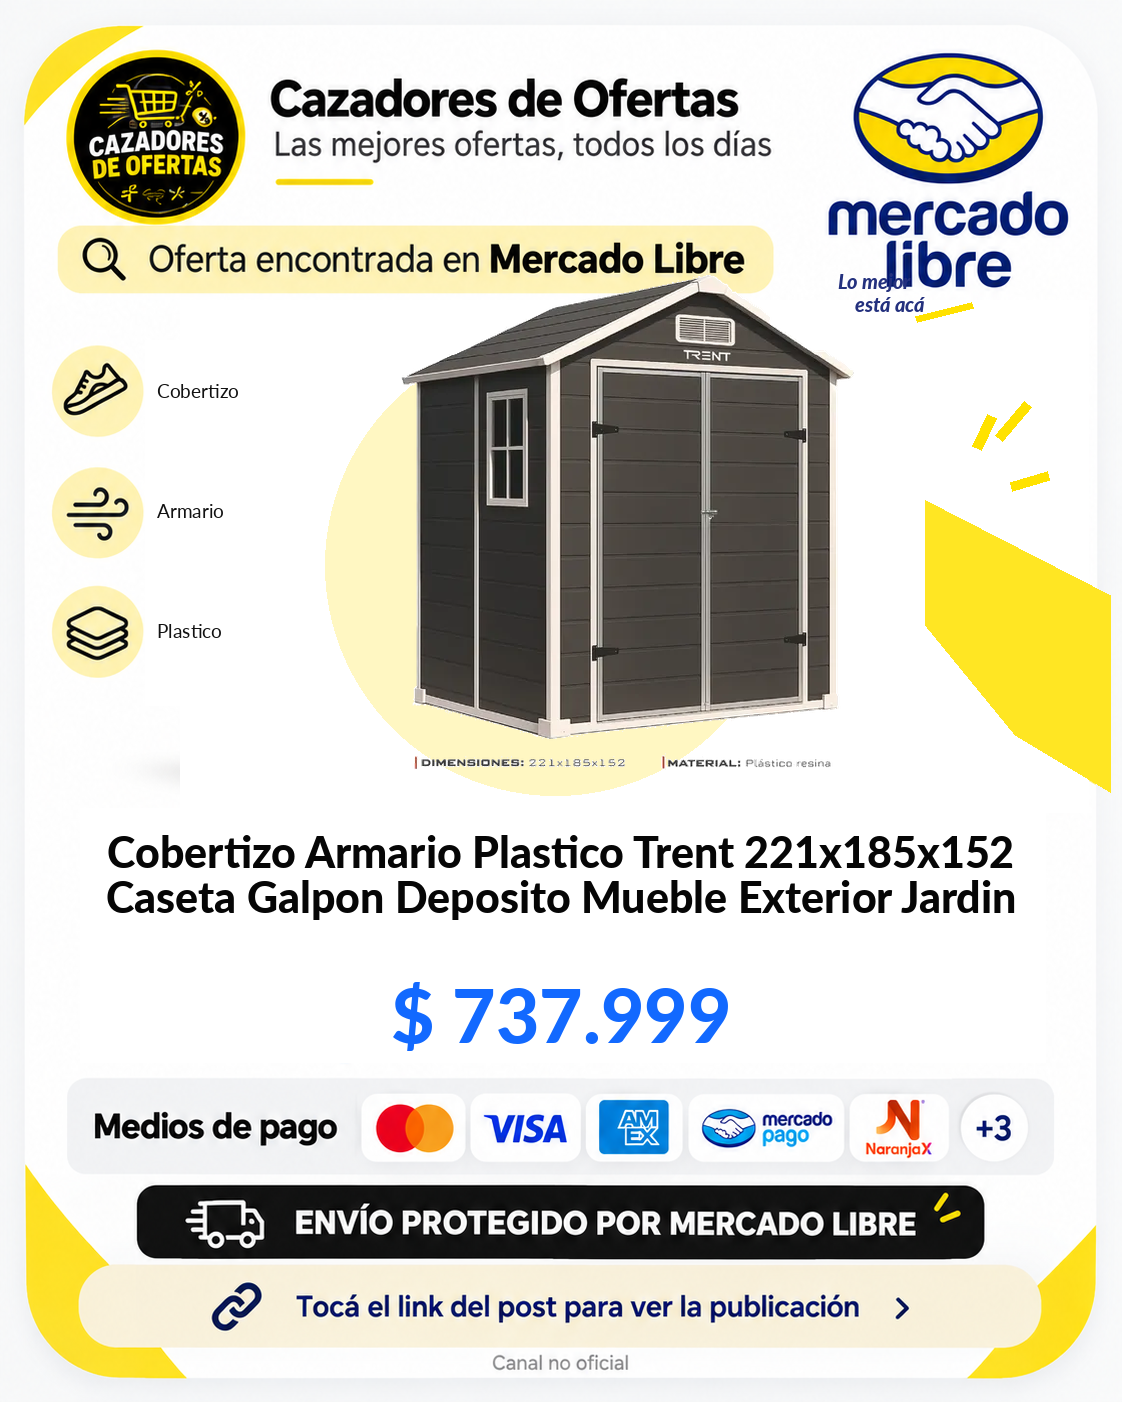 CAZADORES
DE OFERTAS
Cazadores de Ofertas
Las mejores ofertas, todos los días
mercado
libre
Lo mejor
está acá
Oferta encontrada en Mercado Libre
Cobertizo
Armario
Plastico
TRENT
DIMENSIONES: 221x185x152
MATERIAL: Plástico resina
Cobertizo Armario Plastico Trent 221x185x152
Caseta Galpon Deposito Mueble Exterior Jardin
$ 737.999
Medios de pago
VISA
AM
EX
mercado
pago
NaranjaX
+3
ENVÍO PROTEGIDO POR MERCADO LIBRE
Tocá el link del post para ver la publicación
Canal no oficial